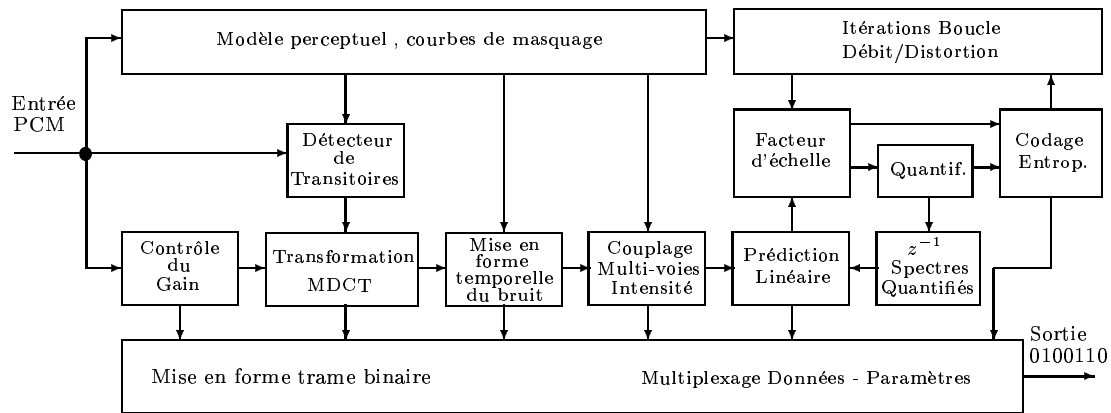 Modèle perceptuel , courbes de masquage
Itérations Boucle
Débit/Distortion
Entrée
PCM
Détecteur
de
Transitoires
Facteur
d'échelle
Quantif.
Codage
Entrop.
Contrôle
du
Gain
Transformation
MDCT
Mise en
forme
temporelle
du bruit
Couplage
Multi-voies
Intensité
Prédiction
Linéaire
z⁻¹
Spectres
Quantifiés
Sortie
0100110
Mise en forme trame binaire
Multiplexage Données - Paramètres